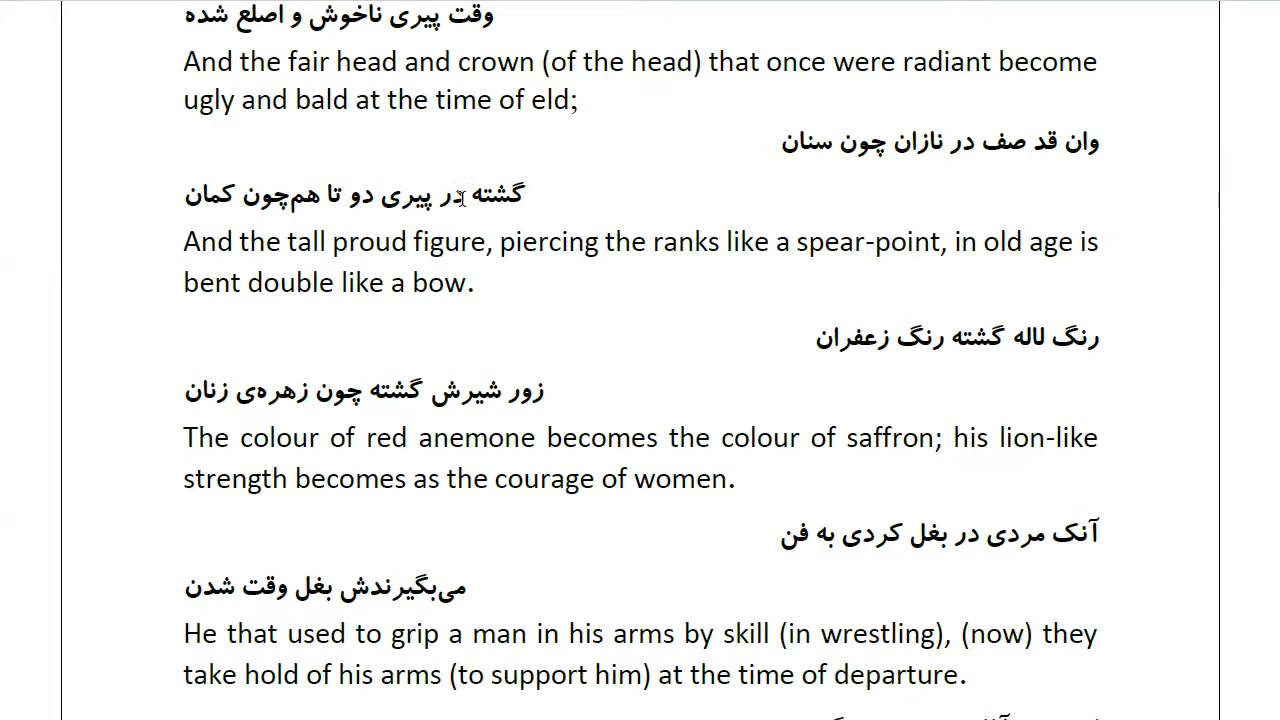 وقت پیری ناخوش و اصلع شده
And the fair head and crown (of the head) that once were radiant become
ugly and bald at the time of eld;
وان قد صف در نازان چون سنان
گشته در پیری دو تا هم‌چون کمان
And the tall proud figure, piercing the ranks like a spear-point, in old age is
bent double like a bow.
رنگ لاله گشته رنگ زعفران
زور شیرش گشته چون زهره‌ی زنان
The colour of red anemone becomes the colour of saffron; his lion-like
strength becomes as the courage of women.
آنک مردی در بغل کردی به فن
می‌بگیرندش بغل وقت شدن
He that used to grip a man in his arms by skill (in wrestling), (now) they
take hold of his arms (to support him) at the time of departure.